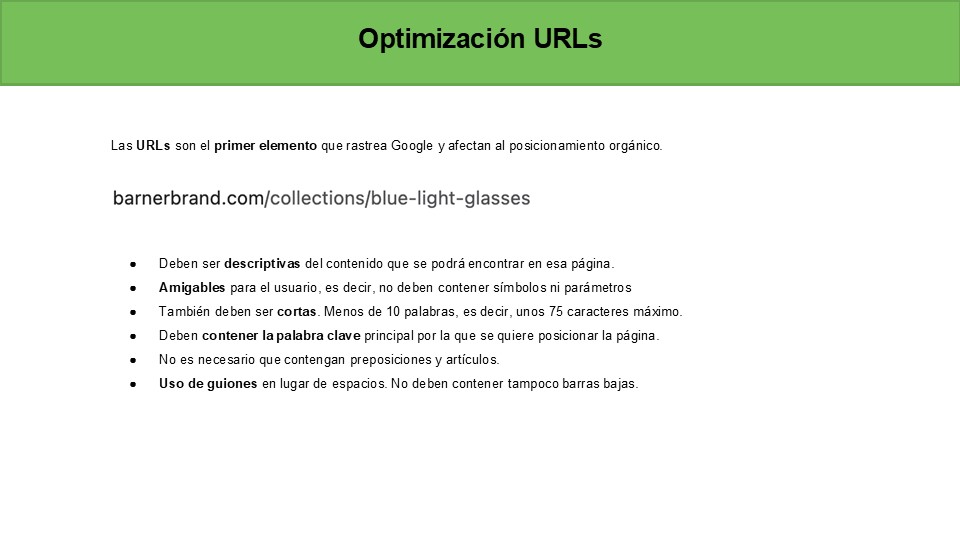 Optimización URLs
Las URLs son el primer elemento que rastrea Google y afectan al posicionamiento orgánico.
barnerbrand.com/collections/blue-light-glasses
● Deben ser descriptivas del contenido que se podrá encontrar en esa página.
● Amigables para el usuario, es decir, no deben contener símbolos ni parámetros
● También deben ser cortas. Menos de 10 palabras, es decir, unos 75 caracteres máximo.
● Deben contener la palabra clave principal por la que se quiere posicionar la página.
● No es necesario que contengan preposiciones y artículos.
● Uso de guiones en lugar de espacios. No deben contener tampoco barras bajas.